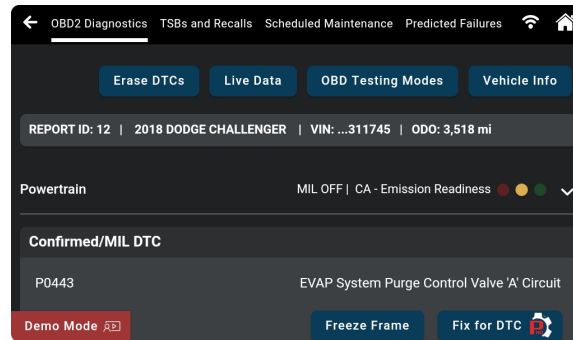 OBD2 Diagnostics TSBs and Recalls Scheduled Maintenance Predicted Failures
Erase DTCs Live Data OBD Testing Modes Vehicle Info
REPORT ID: 12 | 2018 DODGE CHALLENGER | VIN: ...311745 | ODO: 3,518 mi
Powertrain MIL OFF | CA - Emission Readiness
Confirmed/MIL DTC
P0443 EVAP System Purge Control Valve 'A' Circuit
Demo Mode Freeze Frame Fix for DTC